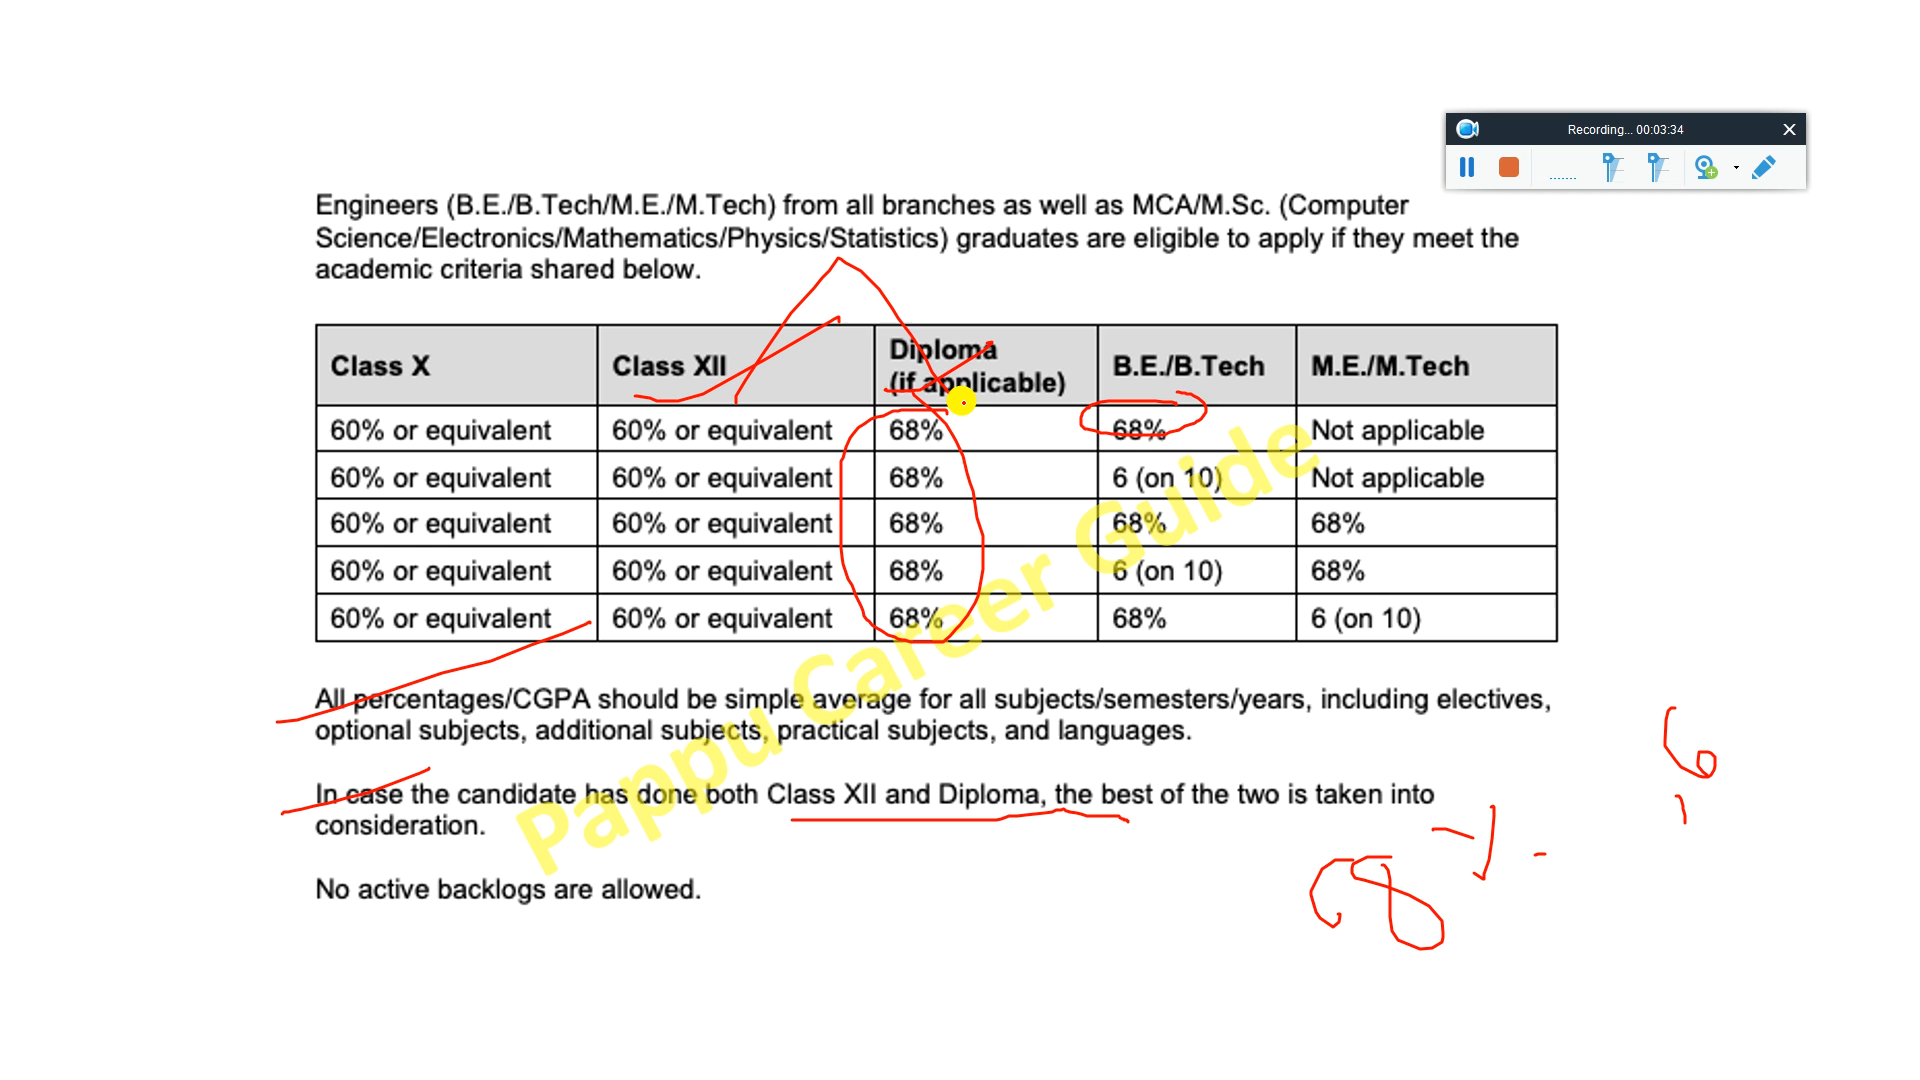 Recording... 00:03:34
Engineers (B.E./B.Tech/M.E./M.Tech) from all branches as well as MCA/M.Sc. (Computer
Science/Electronics/Mathematics/Physics/Statistics) graduates are eligible to apply if they meet the
academic criteria shared below.
Class X Class XII Diploma (if applicable) B.E./B.Tech M.E./M.Tech
60% or equivalent 60% or equivalent 68% 68% Not applicable
60% or equivalent 60% or equivalent 68% 6 (on 10) Not applicable
60% or equivalent 60% or equivalent 68% 68% 68%
60% or equivalent 60% or equivalent 68% 6 (on 10) 68%
60% or equivalent 60% or equivalent 68% 68% 6 (on 10)
All percentages/CGPA should be simple average for all subjects/semesters/years, including electives,
optional subjects, additional subjects, practical subjects, and languages.
In case the candidate has done both Class XII and Diploma, the best of the two is taken into
consideration.
No active backlogs are allowed.
Pappu Career Guide
6
68